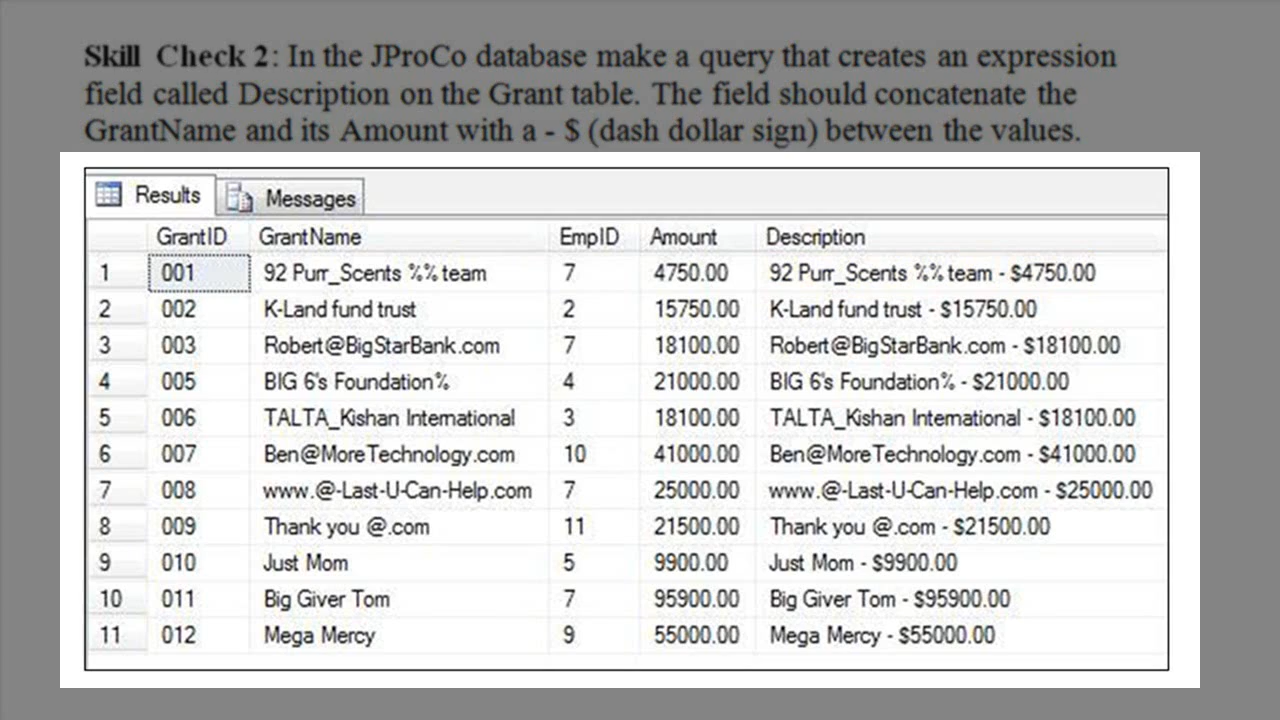 Skill Check 2: In the JProCo database make a query that creates an expression
field called Description on the Grant table. The field should concatenate the
GrantName and its Amount with a - $ (dash dollar sign) between the values.
Results Messages
GrantID GrantName EmpID Amount Description
1 001 92 Purr_Scents %% team 7 4750.00 92 Purr_Scents %% team - $4750.00
2 002 K-Land fund trust 2 15750.00 K-Land fund trust - $15750.00
3 003 Robert@BigStarBank.com 7 18100.00 Robert@BigStarBank.com - $18100.00
4 005 BIG 6's Foundation% 4 21000.00 BIG 6's Foundation% - $21000.00
5 006 TALTA_Kishan International 3 18100.00 TALTA_Kishan International - $18100.00
6 007 Ben@MoreTechnology.com 10 41000.00 Ben@MoreTechnology.com - $41000.00
7 008 www.@-Last-U-Can-Help.com 7 25000.00 www.@-Last-U-Can-Help.com - $25000.00
8 009 Thank you @.com 11 21500.00 Thank you @.com - $21500.00
9 010 Just Mom 5 9900.00 Just Mom - $9900.00
10 011 Big Giver Tom 7 95900.00 Big Giver Tom - $95900.00
11 012 Mega Mercy 9 55000.00 Mega Mercy - $55000.00